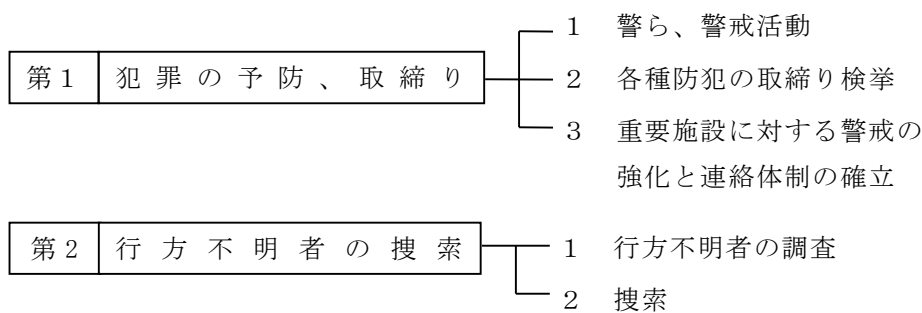 第1 犯罪の予防、取締り
1 警ら、警戒活動
2 各種防犯の取締り検挙
3 重要施設に対する警戒の
強化と連絡体制の確立
第2 行方不明者の捜索
1 行方不明者の調査
2 捜索